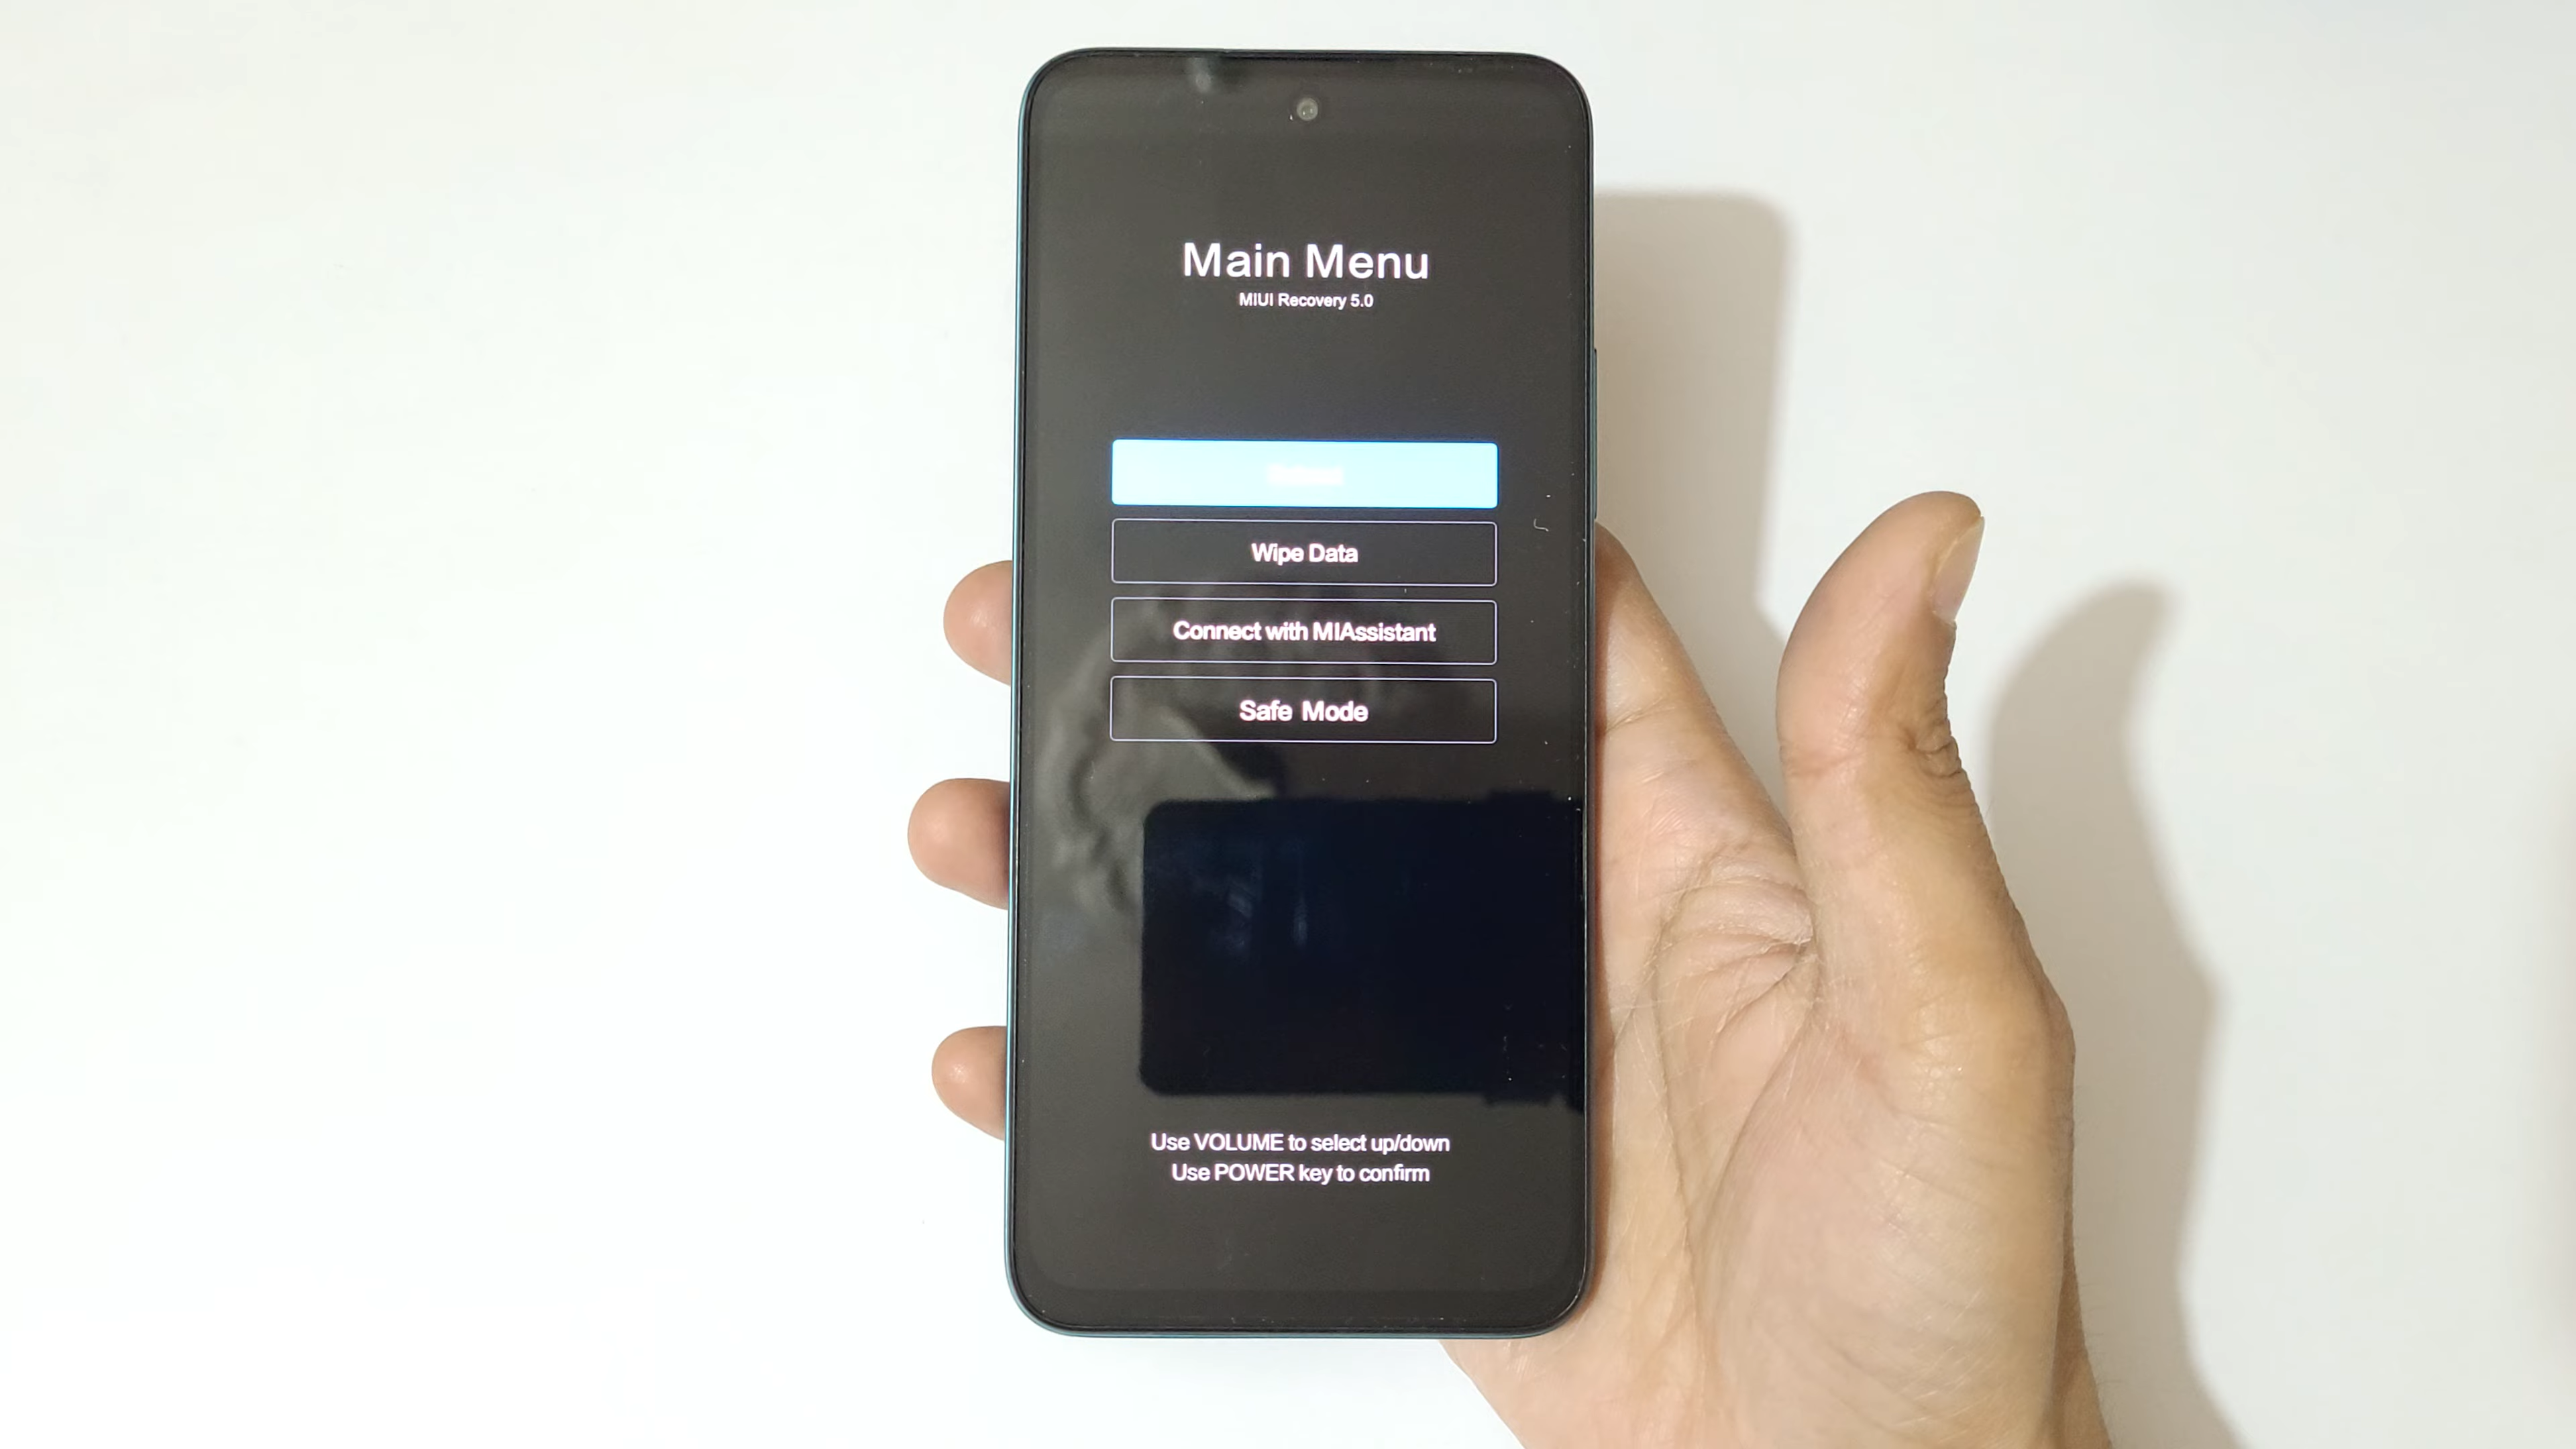 Main Menu
MIUI Recovery 5.0
Wipe Data
Connect with MIAssistant
Safe Mode
Use VOLUME to select up/down
Use POWER key to confirm